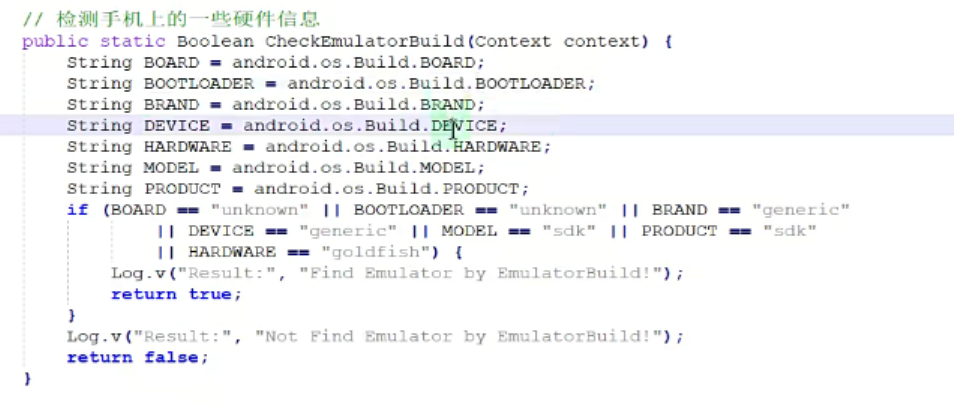 // 检测手机上的一些硬件信息
public static Boolean CheckEmulatorBuild(Context context) {
String BOARD = android.os.Build.BOARD;
String BOOTLOADER = android.os.Build.BOOTLOADER;
String BRAND = android.os.Build.BRAND;
String DEVICE = android.os.Build.DEVICE;
String HARDWARE = android.os.Build.HARDWARE;
String MODEL = android.os.Build.MODEL;
String PRODUCT = android.os.Build.PRODUCT;
if (BOARD == "unknown" || BOOTLOADER == "unknown" || BRAND == "generic"
|| DEVICE == "generic" || MODEL == "sdk" || PRODUCT == "sdk"
|| HARDWARE == "goldfish") {
Log.v("Result:", "Find Emulator by EmulatorBuild!");
return true;
}
Log.v("Result:", "Not Find Emulator by EmulatorBuild!");
return false;
}